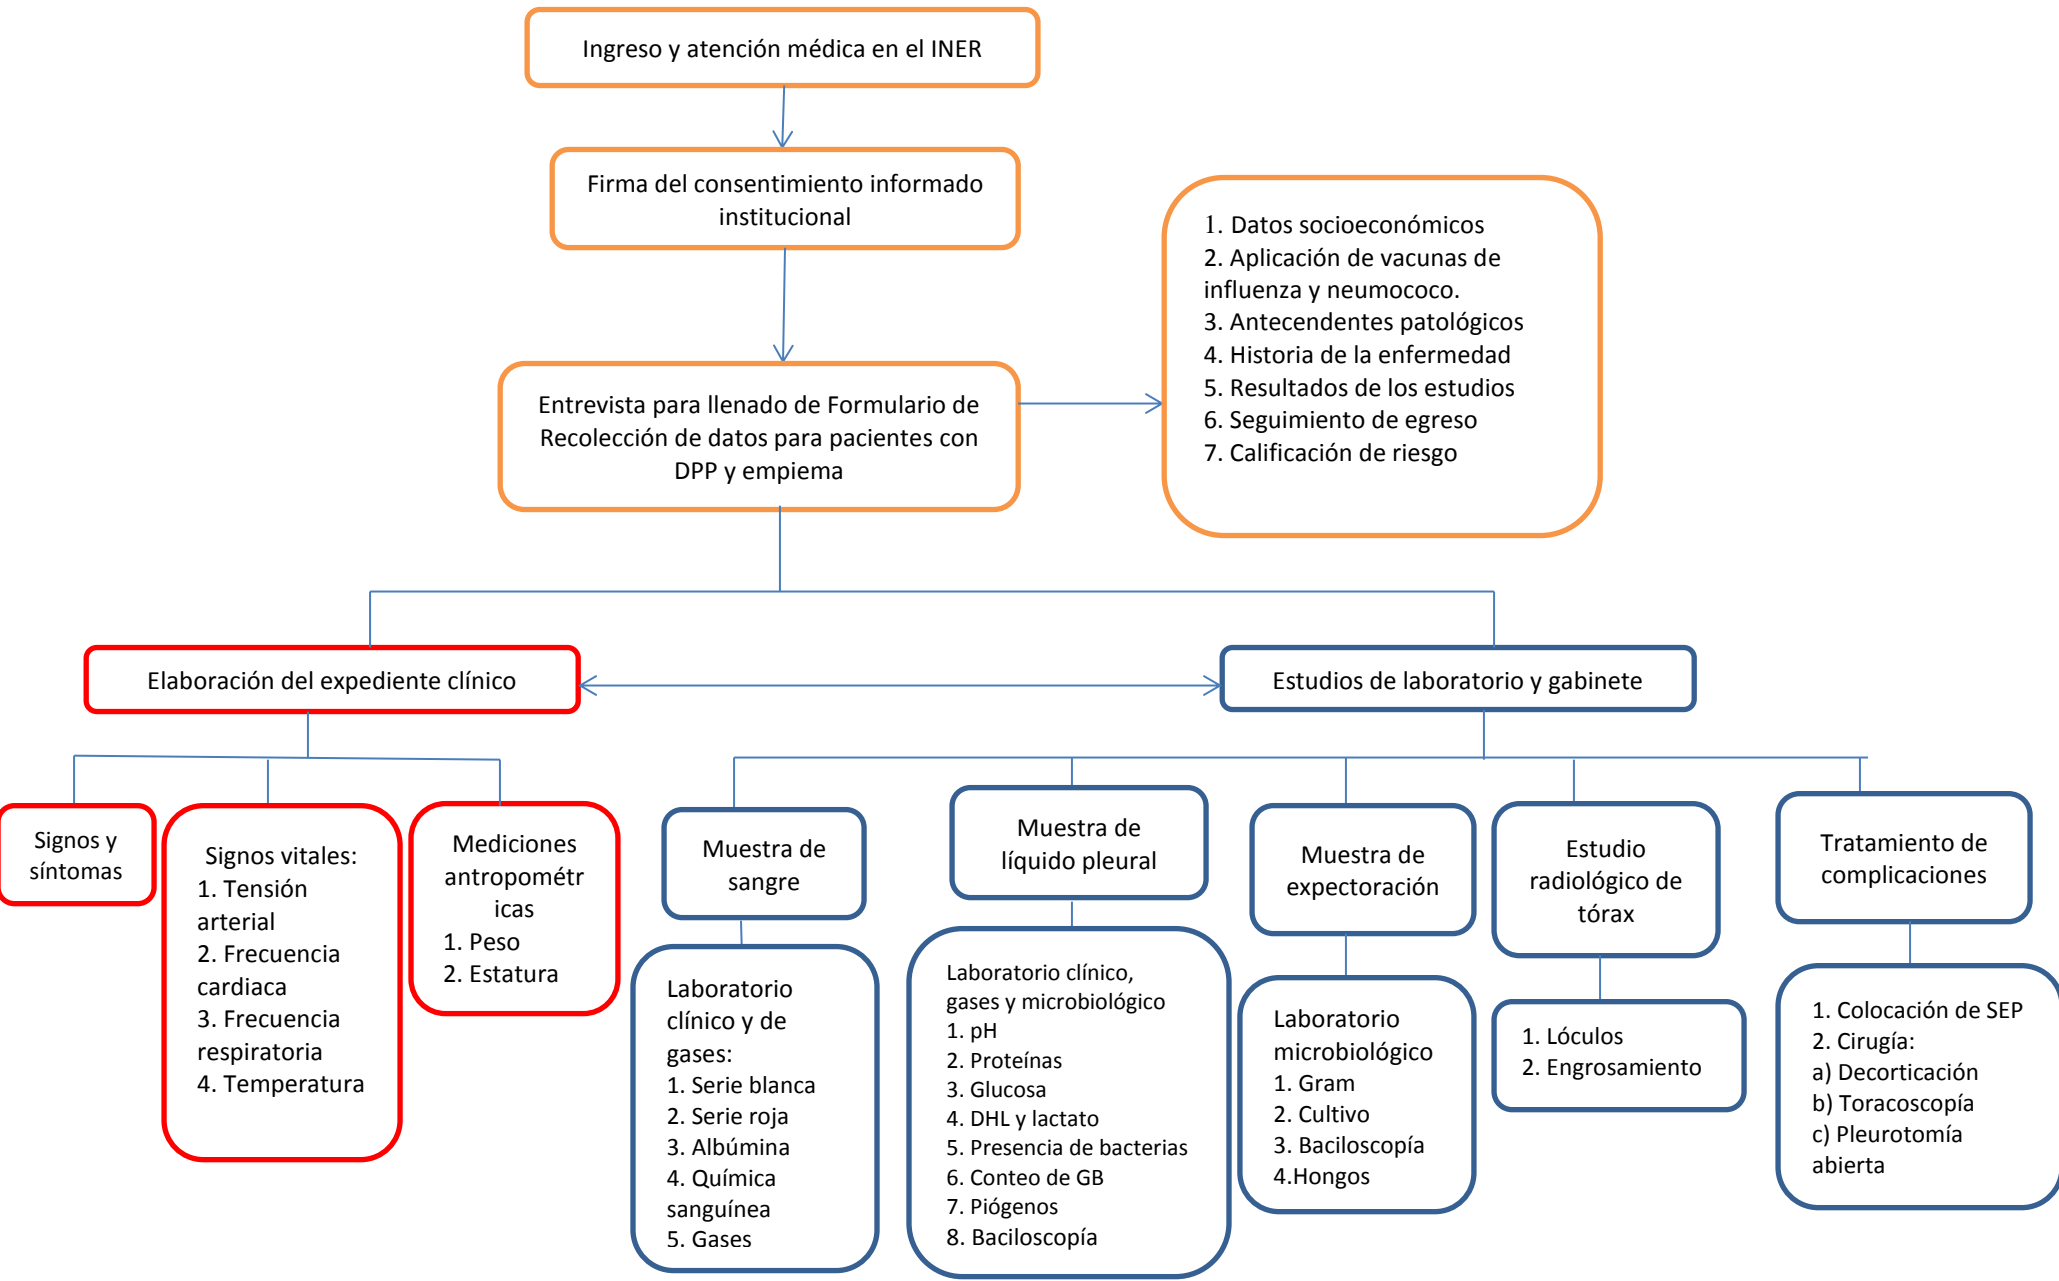 Ingreso y atención médica en el INER
Firma del consentimiento informado
institucional
1. Datos socioeconómicos
2. Aplicación de vacunas de
influenza y neumococo.
3. Antecendentes patológicos
4. Historia de la enfermedad
5. Resultados de los estudios
6. Seguimiento de egreso
7. Calificación de riesgo
Entrevista para llenado de Formulario de
Recolección de datos para pacientes con
DPP y empiema
Elaboración del expediente clínico
Estudios de laboratorio y gabinete
Signos y
síntomas
Signos vitales:
1. Tensión
arterial
2. Frecuencia
cardiaca
3. Frecuencia
respiratoria
4. Temperatura
Mediciones
antropométr
icas
1. Peso
2. Estatura
Muestra de
sangre
Laboratorio
clínico y de
gases:
1. Serie blanca
2. Serie roja
3. Albúmina
4. Química
sanguínea
5. Gases
Muestra de
líquido pleural
Laboratorio clínico,
gases y microbiológico
1. pH
2. Proteínas
3. Glucosa
4. DHL y lactato
5. Presencia de bacterias
6. Conteo de GB
7. Piógenos
8. Baciloscopía
Muestra de
expectoración
Laboratorio
microbiológico
1. Gram
2. Cultivo
3. Baciloscopía
4.Hongos
Estudio
radiológico de
tórax
1. Lóculos
2. Engrosamiento
Tratamiento de
complicaciones
1. Colocación de SEP
2. Cirugía:
a) Decorticación
b) Toracoscopía
c) Pleurotomía
abierta